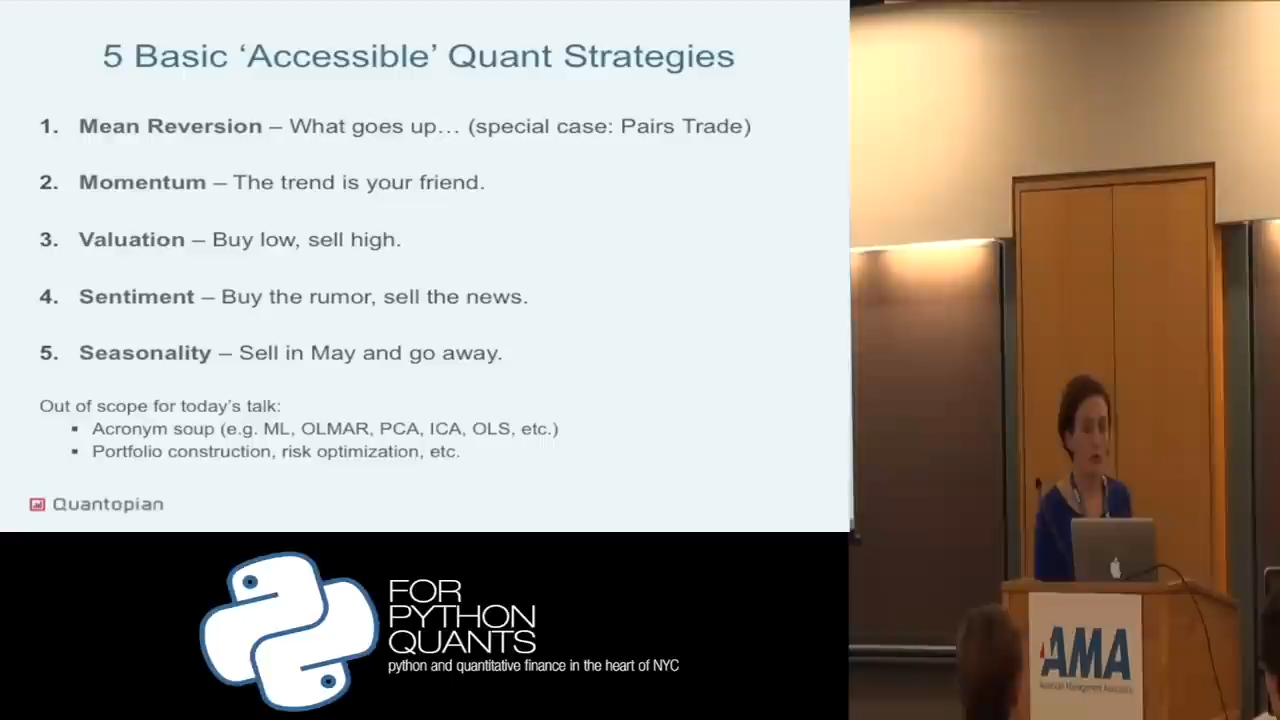 5 Basic ‘Accessible’ Quant Strategies
1. Mean Reversion – What goes up… (special case: Pairs Trade)
2. Momentum – The trend is your friend.
3. Valuation – Buy low, sell high.
4. Sentiment – Buy the rumor, sell the news.
5. Seasonality – Sell in May and go away.
Out of scope for today’s talk:
▪ Acronym soup (e.g. ML, OLMAR, PCA, ICA, OLS, etc.)
▪ Portfolio construction, risk optimization, etc.
Quantopian
FOR
PYTHON
QUANTS
python and quantitative finance in the heart of NYC
AMA
American Management Association